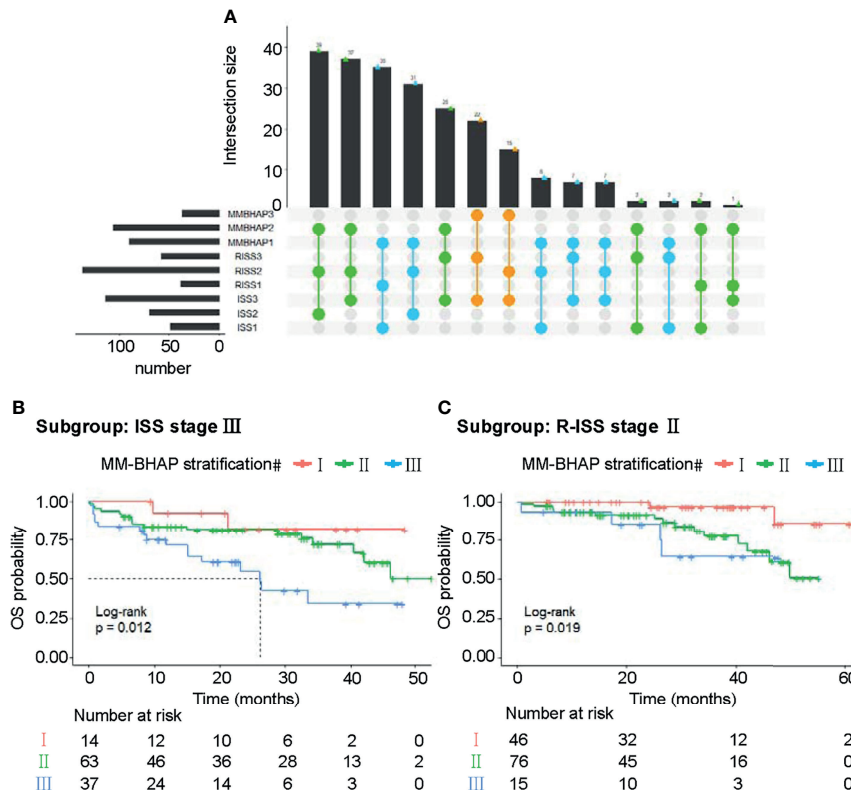 A
Intersection size
40
30
20
10
0
39
37
35
31
25
22
15
8
7
7
2
2
2
1
MMBHAP3
MMBHAP2
MMBHAP1
RISS3
RISS2
RISS1
ISS3
ISS2
ISS1
100 50 0
number
B
Subgroup: ISS stage Ⅲ
MM-BHAP stratification# Ⅰ Ⅱ Ⅲ
OS probability
1.00
0.75
0.50
0.25
0.00
Log-rank
p = 0.012
0 10 20 30 40 50
Time (months)
Number at risk
Ⅰ 14 12 10 6 2 0
Ⅱ 63 46 36 28 13 2
Ⅲ 37 24 14 6 3 0
C
Subgroup: R-ISS stage Ⅱ
MM-BHAP stratification# Ⅰ Ⅱ Ⅲ
OS probability
1.00
0.75
0.50
0.25
0.00
Log-rank
p = 0.019
0 20 40 60
Time (months)
Number at risk
Ⅰ 46 32 12 2
Ⅱ 76 45 16 0
Ⅲ 15 10 3 0